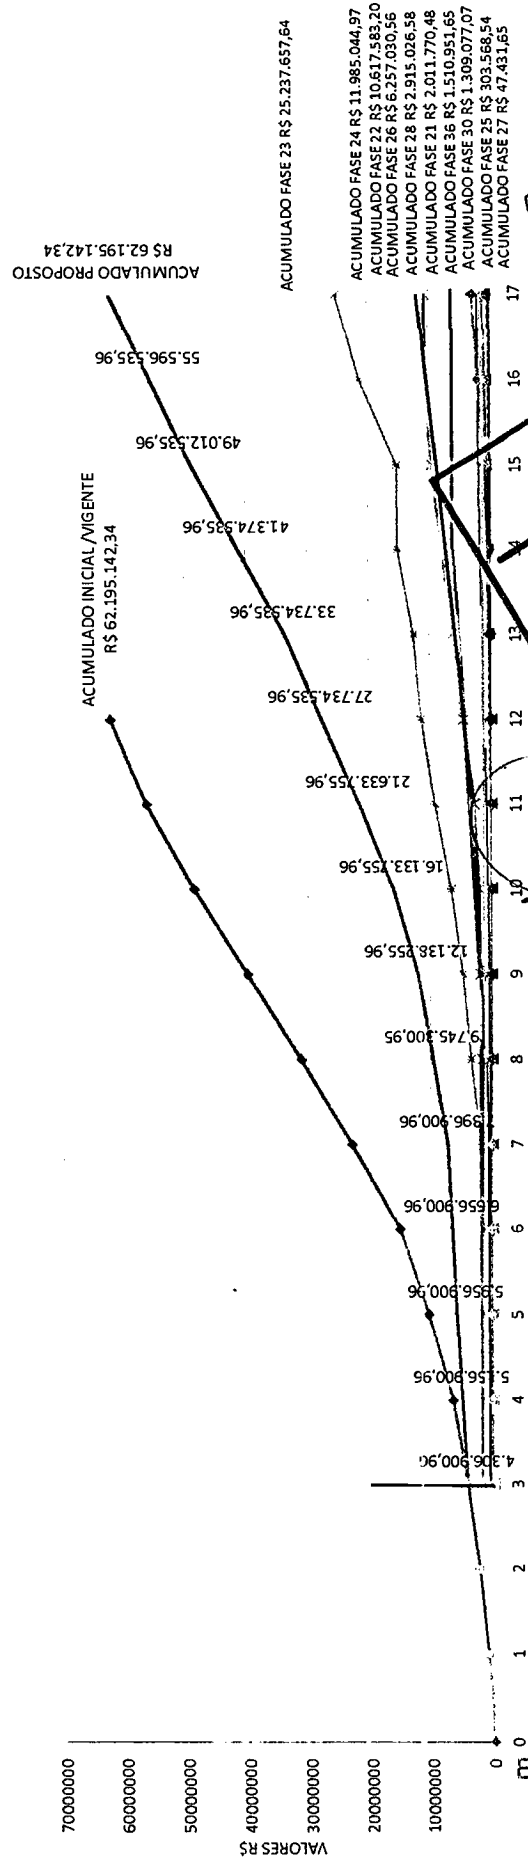 VALORES R$
70000000
60000000
50000000
40000000
30000000
20000000
10000000
0
0
1
2
3
4
5
6
7
8
9
10
11
12
13
14
15
16
17
ACUMULADO INICIAL /VIGENTE
R$ 62.195.142,34
ACUMULADO PROPOSTO
R$ 62.195.142,34
4.306.900,96
5.156.900,96
5.956.900,96
6.656.900,96
396.900,96
9.745.300,95
12.138.255,96
16.133.755,96
21.633.755,96
27.734.535,96
33.734.535,96
41.374.535,96
49.012.535,96
55.596.535,96
ACUMULADO FASE 23 R$ 25.237.657,64
ACUMULADO FASE 24 R$ 11.985.044,97
ACUMULADO FASE 22 R$ 10.617.583,20
ACUMULADO FASE 26 R$ 6.257.030,56
ACUMULADO FASE 28 R$ 2.915.026,58
ACUMULADO FASE 21 R$ 2.011.770,48
ACUMULADO FASE 36 R$ 1.510.951,65
ACUMULADO FASE 30 R$ 1.309.077,07
ACUMULADO FASE 25 R$ 303.568,54
ACUMULADO FASE 27 R$ 47.431,65